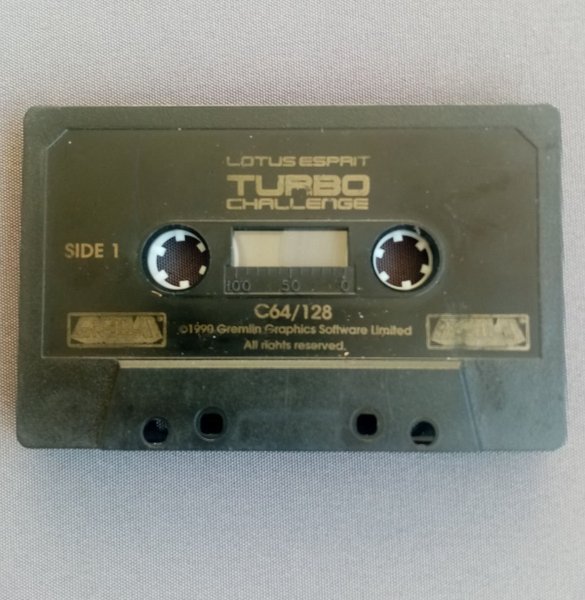 LOTUS ESPRIT
TURBO
CHALLENGE
SIDE 1
100 50 0
C64/128
©1990 Gremlin Graphics Software Limited
All rights reserved.